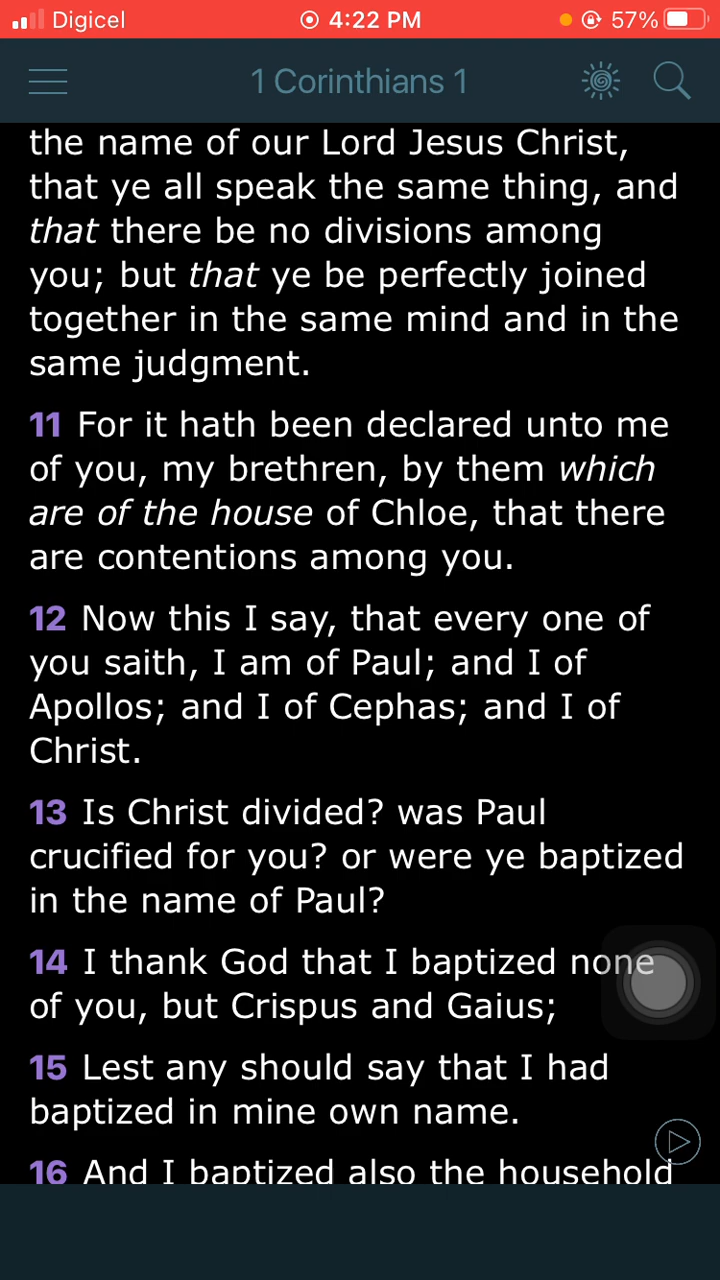 Digicel 4:22 PM 57%
1 Corinthians 1
the name of our Lord Jesus Christ,
that ye all speak the same thing, and
that there be no divisions among
you; but that ye be perfectly joined
together in the same mind and in the
same judgment.
11 For it hath been declared unto me
of you, my brethren, by them which
are of the house of Chloe, that there
are contentions among you.
12 Now this I say, that every one of
you saith, I am of Paul; and I of
Apollos; and I of Cephas; and I of
Christ.
13 Is Christ divided? was Paul
crucified for you? or were ye baptized
in the name of Paul?
14 I thank God that I baptized none
of you, but Crispus and Gaius;
15 Lest any should say that I had
baptized in mine own name.
16 And I baptized also the household